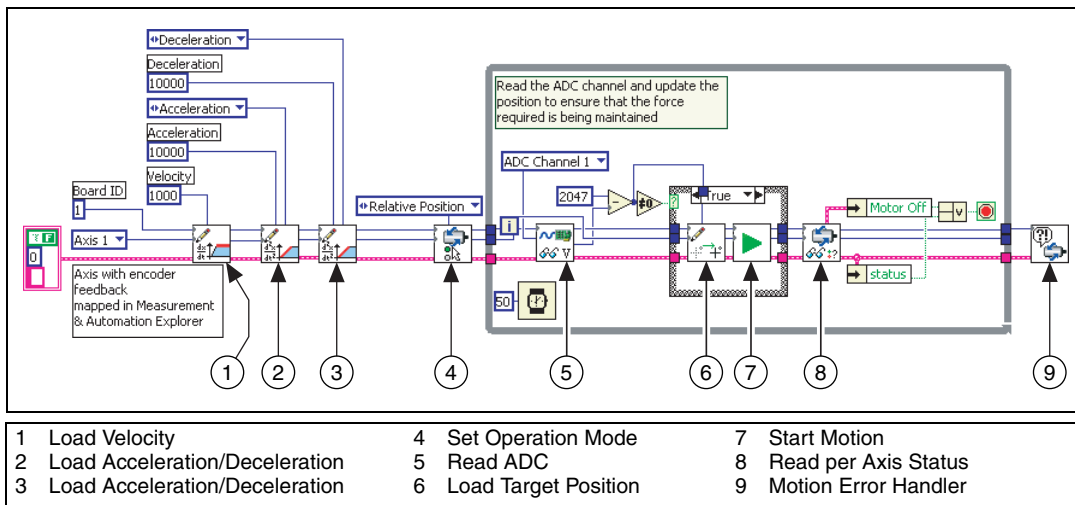 Deceleration
Deceleration
10000
Acceleration
Acceleration
10000
Velocity
1000
Board ID
1
Axis 1
T F
0
Axis with encoder
feedback
mapped in Measurement
& Automation Explorer
Relative Position
Read the ADC channel and update the
position to ensure that the force
required is being maintained
ADC Channel 1
2047
-
≠0
?
True
i
50
Motor Off
v
status
1
2
3
4
5
6
7
8
9
1 Load Velocity
2 Load Acceleration/Deceleration
3 Load Acceleration/Deceleration
4 Set Operation Mode
5 Read ADC
6 Load Target Position
7 Start Motion
8 Read per Axis Status
9 Motion Error Handler